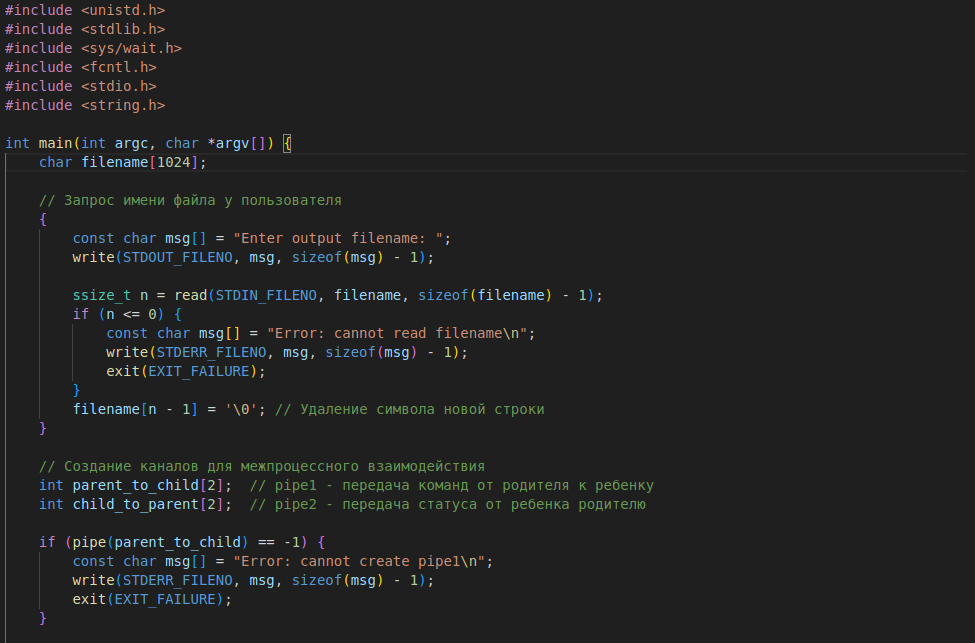 #include <unistd.h>
#include <stdlib.h>
#include <sys/wait.h>
#include <fcntl.h>
#include <stdio.h>
#include <string.h>
int main(int argc, char *argv[]) {
char filename[1024];
// Запрос имени файла у пользователя
{
const char msg[] = "Enter output filename: ";
write(STDOUT_FILENO, msg, sizeof(msg) - 1);
ssize_t n = read(STDIN_FILENO, filename, sizeof(filename) - 1);
if (n <= 0) {
const char msg[] = "Error: cannot read filename\n";
write(STDERR_FILENO, msg, sizeof(msg) - 1);
exit(EXIT_FAILURE);
}
filename[n - 1] = '\0'; // Удаление символа новой строки
}
// Создание каналов для межпроцессного взаимодействия
int parent_to_child[2];  // pipe1 - передача команд от родителя к ребенку
int child_to_parent[2];  // pipe2 - передача статуса от ребенка родителю
if (pipe(parent_to_child) == -1) {
const char msg[] = "Error: cannot create pipe1\n";
write(STDERR_FILENO, msg, sizeof(msg) - 1);
exit(EXIT_FAILURE);
}